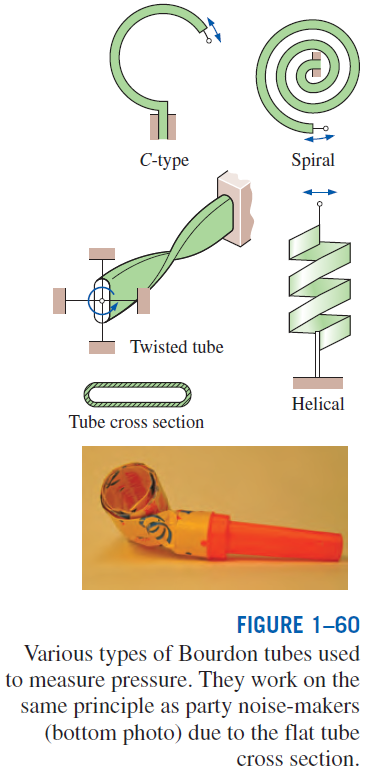 C-type
Spiral
Twisted tube
Helical
Tube cross section
FIGURE 1–60
Various types of Bourdon tubes used
to measure pressure. They work on the
same principle as party noise-makers
(bottom photo) due to the flat tube
cross section.